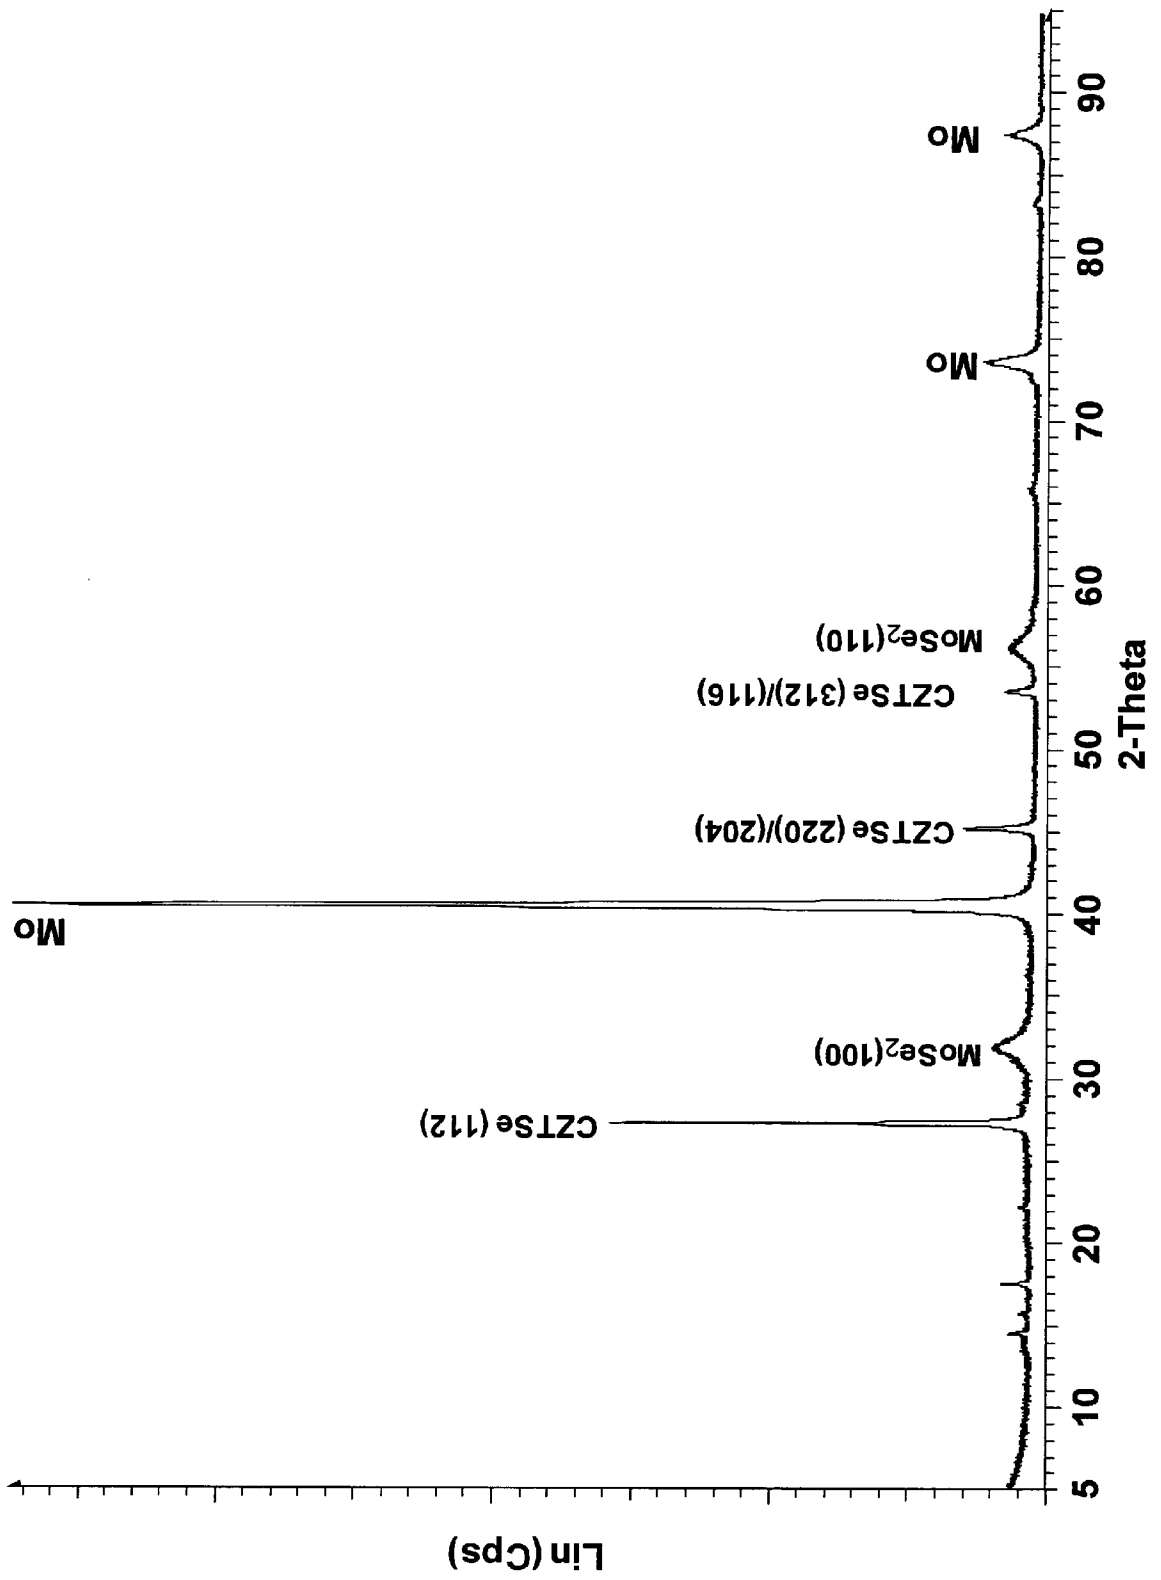 Lin (Cps)
Mo
CZTSe (112)
MoSe2(100)
CZTSe (220)/(204)
CZTSe (312)/(116)
MoSe2(110)
Mo
Mo
5
10
20
30
40
50
60
70
80
90
2-Theta